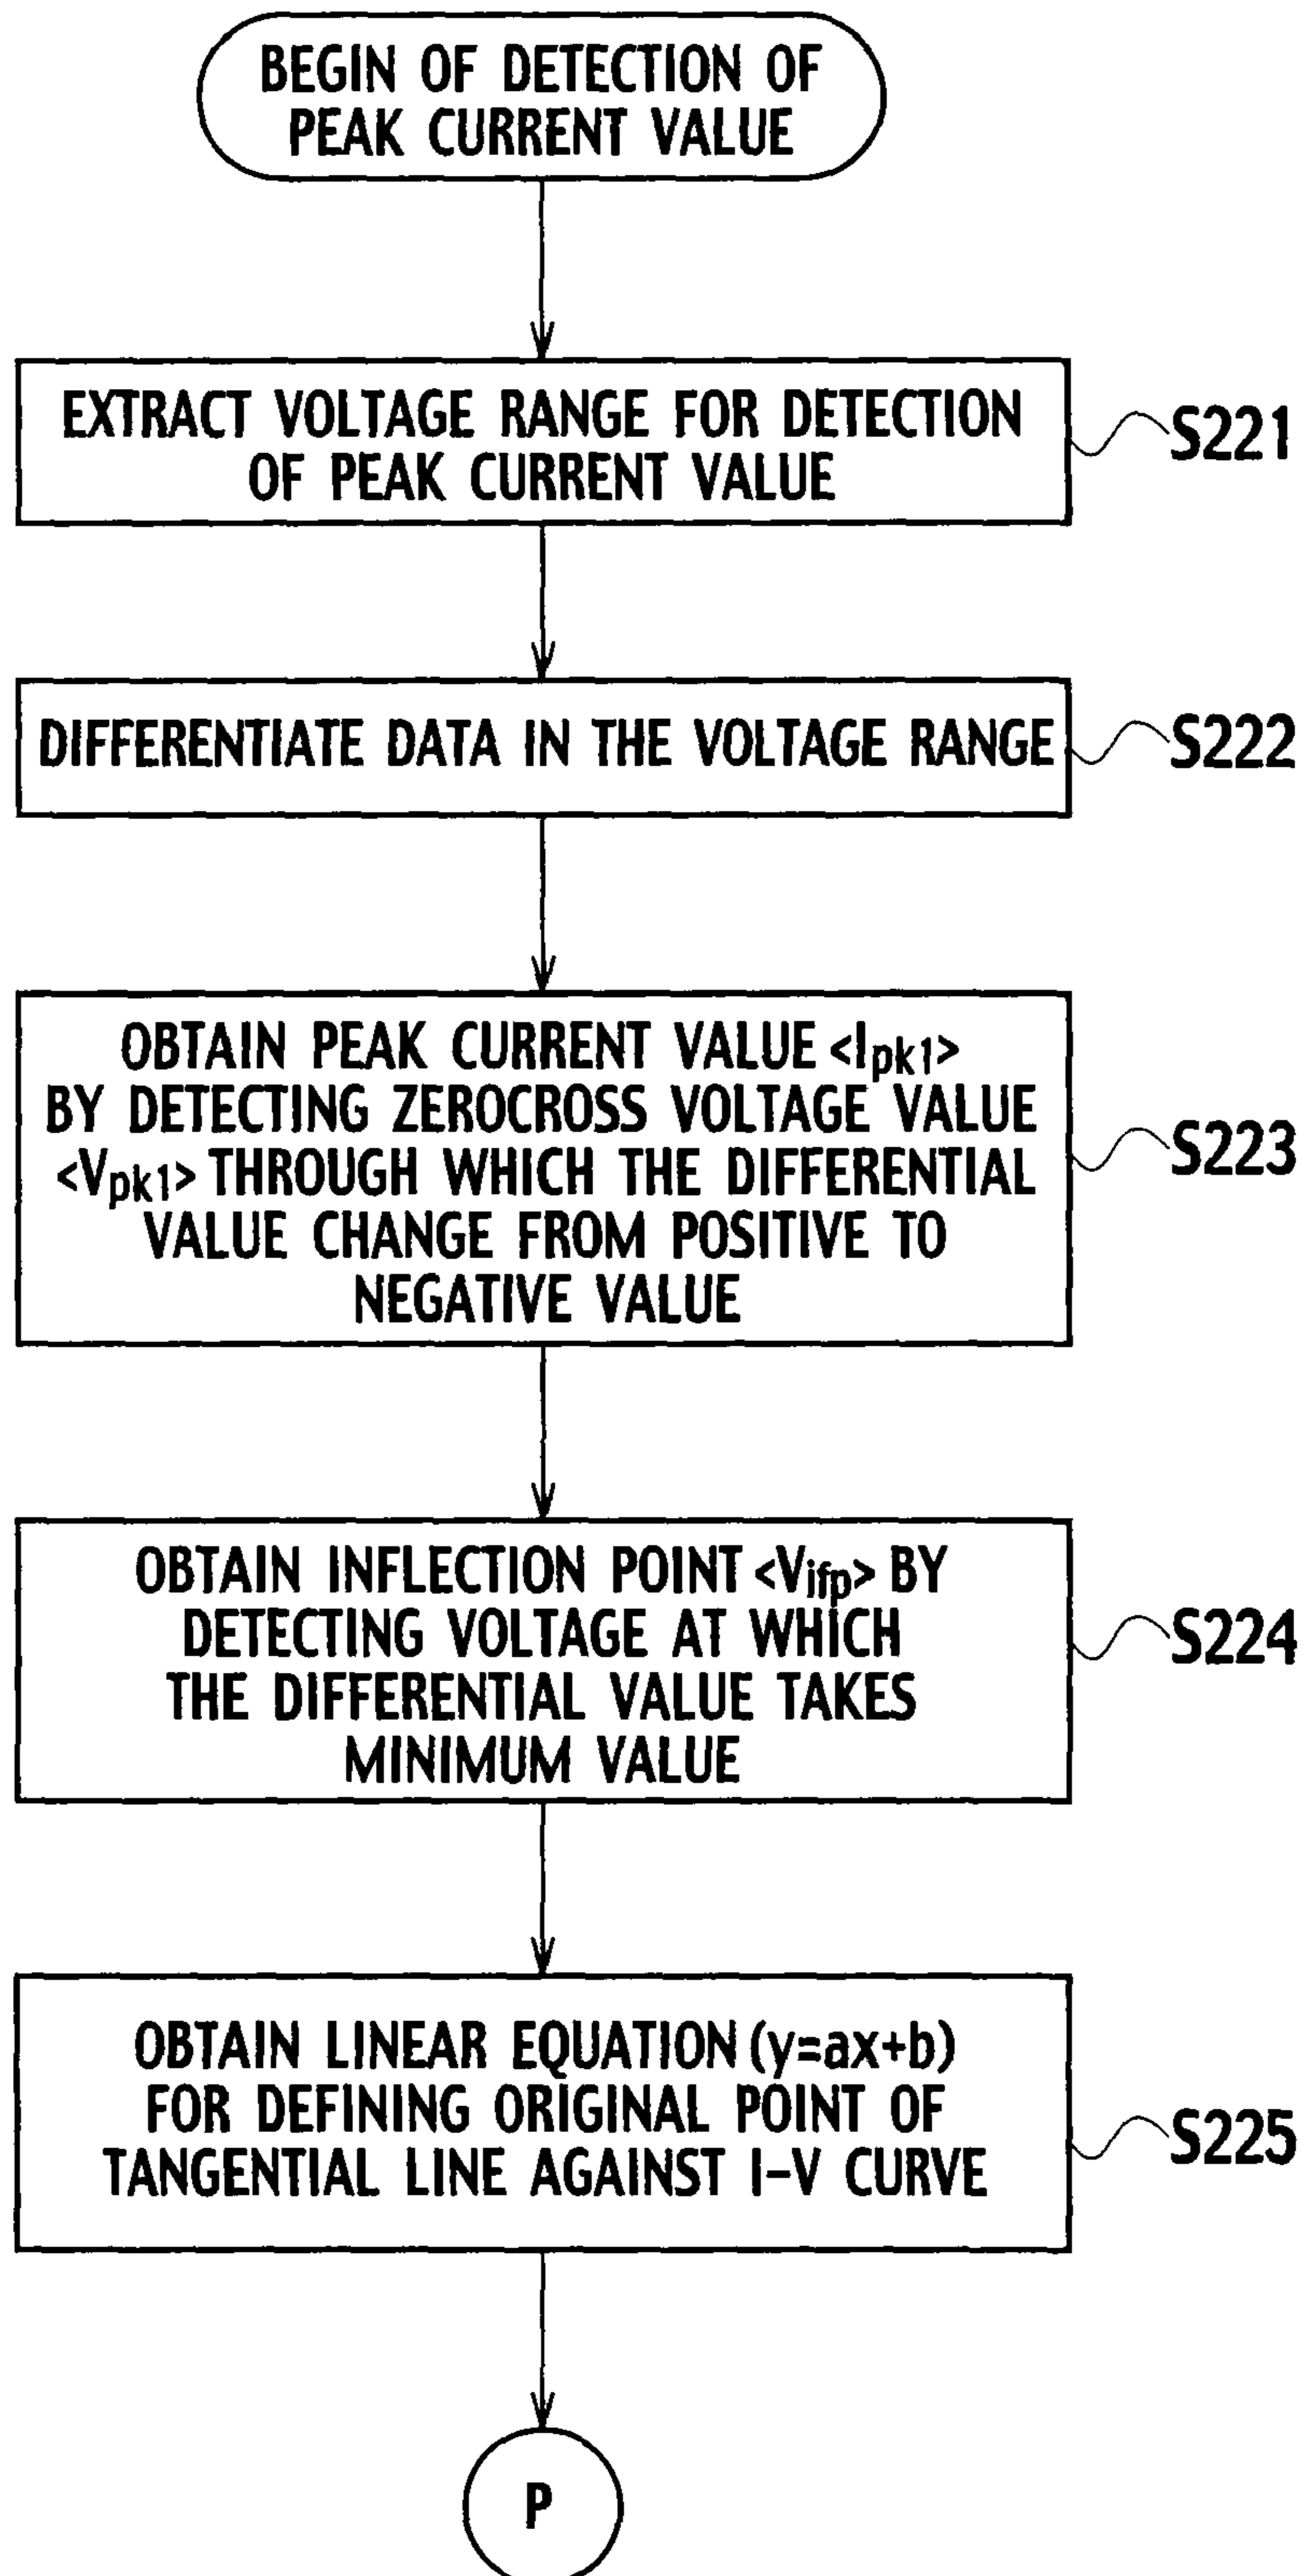 BEGIN OF DETECTION OF
PEAK CURRENT VALUE
EXTRACT VOLTAGE RANGE FOR DETECTION
OF PEAK CURRENT VALUE
S221
DIFFERENTIATE DATA IN THE VOLTAGE RANGE
S222
OBTAIN PEAK CURRENT VALUE <Ipk1>
BY DETECTING ZEROCROSS VOLTAGE VALUE
<Vpk1> THROUGH WHICH THE DIFFERENTIAL
VALUE CHANGE FROM POSITIVE TO
NEGATIVE VALUE
S223
OBTAIN INFLECTION POINT <Vifp> BY
DETECTING VOLTAGE AT WHICH
THE DIFFERENTIAL VALUE TAKES
MINIMUM VALUE
S224
OBTAIN LINEAR EQUATION (y=ax+b)
FOR DEFINING ORIGINAL POINT OF
TANGENTIAL LINE AGAINST I-V CURVE
S225
P